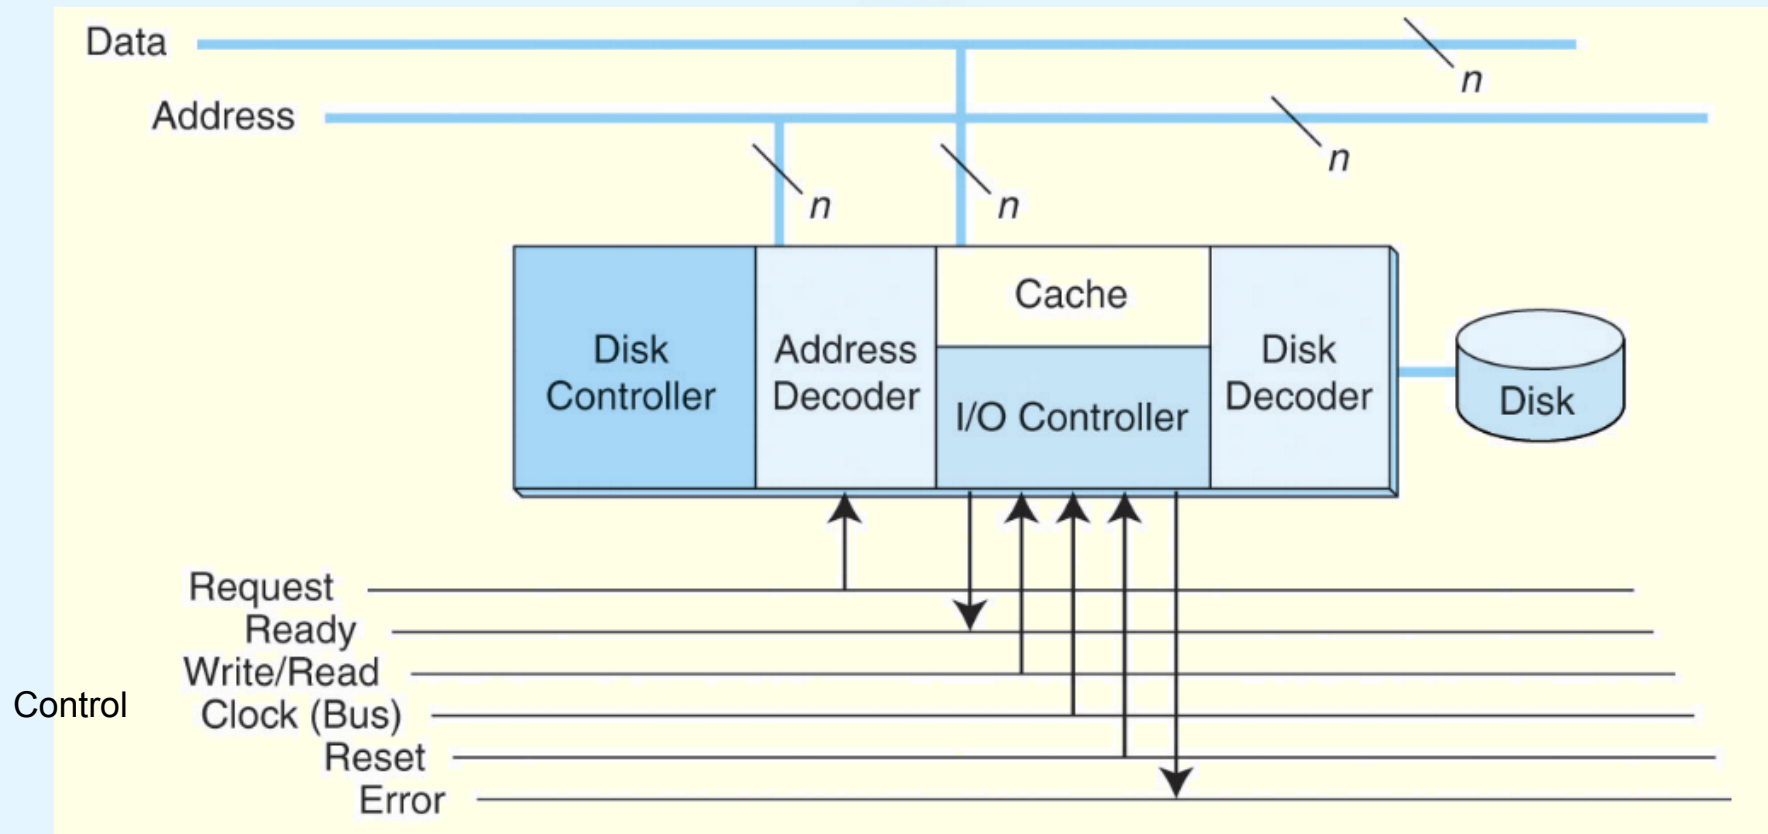 Data
n
Address
n
n
n
Disk
Controller
Address
Decoder
Cache
I/O Controller
Disk
Decoder
Disk
Request
Ready
Write/Read
Control
Clock (Bus)
Reset
Error